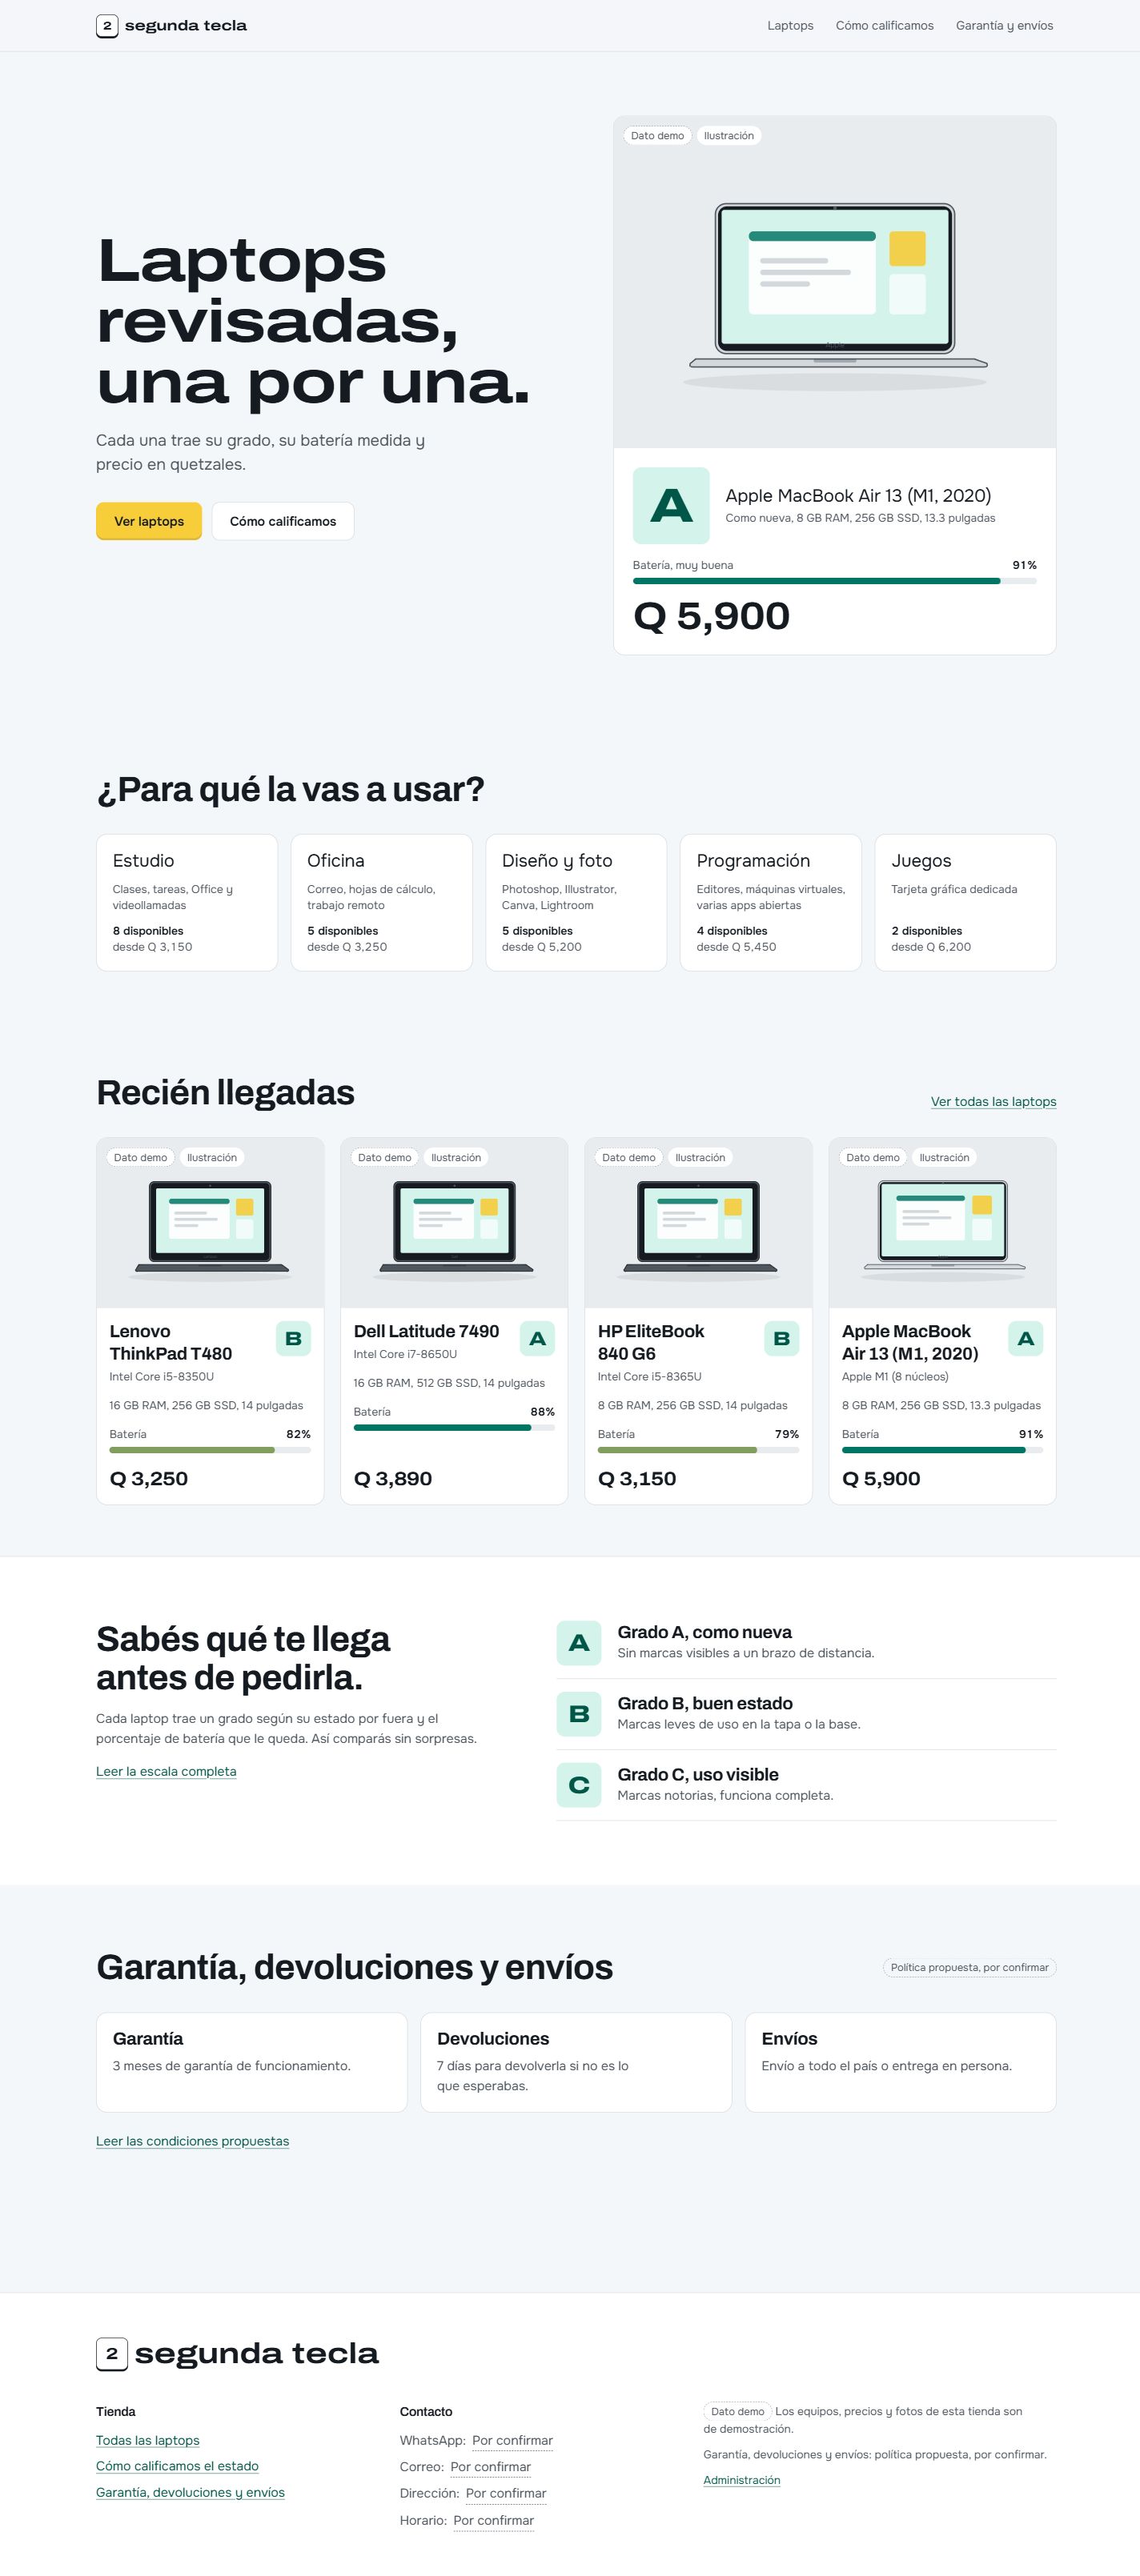 2 segunda tecla
Laptops Cómo calificamos Garantía y envíos
Laptops
revisadas,
una por una.
Cada una trae su grado, su batería medida y
precio en quetzales.
Ver laptops Cómo calificamos
Dato demo Ilustración
A
Apple MacBook Air 13 (M1, 2020)
Como nueva, 8 GB RAM, 256 GB SSD, 13.3 pulgadas
Batería, muy buena 91%
Q 5,900
¿Para qué la vas a usar?
Estudio
Clases, tareas, Office y
videollamadas
8 disponibles
desde Q 3,150
Oficina
Correo, hojas de cálculo,
trabajo remoto
5 disponibles
desde Q 3,250
Diseño y foto
Photoshop, Illustrator,
Canva, Lightroom
5 disponibles
desde Q 5,200
Programación
Editores, máquinas virtuales,
varias apps abiertas
4 disponibles
desde Q 5,450
Juegos
Tarjeta gráfica dedicada
2 disponibles
desde Q 6,200
Recién llegadas
Ver todas las laptops
Dato demo Ilustración
Lenovo
ThinkPad T480
B
Intel Core i5-8350U
16 GB RAM, 256 GB SSD, 14 pulgadas
Batería 82%
Q 3,250
Dato demo Ilustración
Dell Latitude 7490
A
Intel Core i7-8650U
16 GB RAM, 512 GB SSD, 14 pulgadas
Batería 88%
Q 3,890
Dato demo Ilustración
HP EliteBook
840 G6
B
Intel Core i5-8365U
8 GB RAM, 256 GB SSD, 14 pulgadas
Batería 79%
Q 3,150
Dato demo Ilustración
Apple MacBook
Air 13 (M1, 2020)
A
Apple M1 (8 núcleos)
8 GB RAM, 256 GB SSD, 13.3 pulgadas
Batería 91%
Q 5,900
Sabés qué te llega
antes de pedirla.
Cada laptop trae un grado según su estado por fuera y el
porcentaje de batería que le queda. Así comparás sin sorpresas.
Leer la escala completa
A
Grado A, como nueva
Sin marcas visibles a un brazo de distancia.
B
Grado B, buen estado
Marcas leves de uso en la tapa o la base.
C
Grado C, uso visible
Marcas notorias, funciona completa.
Garantía, devoluciones y envíos
Política propuesta, por confirmar
Garantía
3 meses de garantía de funcionamiento.
Devoluciones
7 días para devolverla si no es lo
que esperabas.
Envíos
Envío a todo el país o entrega en persona.
Leer las condiciones propuestas
2 segunda tecla
Tienda
Todas las laptops
Cómo calificamos el estado
Garantía, devoluciones y envíos
Contacto
WhatsApp: Por confirmar
Correo: Por confirmar
Dirección: Por confirmar
Horario: Por confirmar
Dato demo Los equipos, precios y fotos de esta tienda son
de demostración.
Garantía, devoluciones y envíos: política propuesta, por confirmar.
Administración